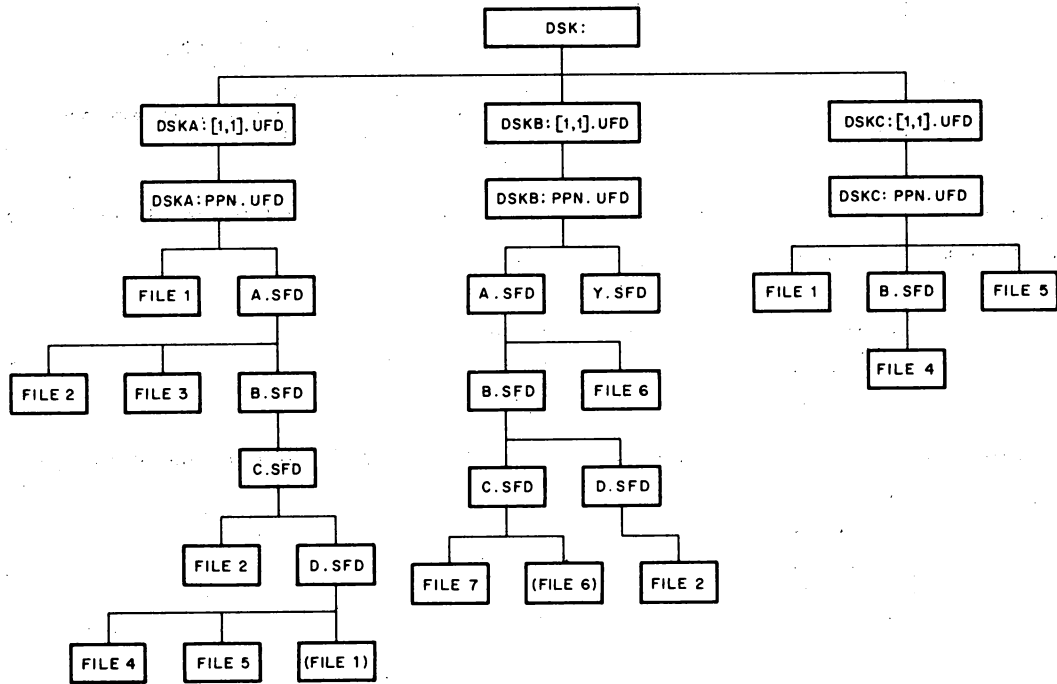 DSK:
DSKA:[1,1].UFD
DSKB:[1,1].UFD
DSKC:[1,1].UFD
DSKA:PPN.UFD
DSKB:PPN.UFD
DSKC:PPN.UFD
FILE 1
A.SFD
A.SFD
Y.SFD
FILE 1
B.SFD
FILE 5
FILE 2
FILE 3
B.SFD
B.SFD
FILE 6
FILE 4
C.SFD
C.SFD
D.SFD
FILE 2
D.SFD
FILE 7
(FILE 6)
FILE 2
FILE 4
FILE 5
(FILE 1)